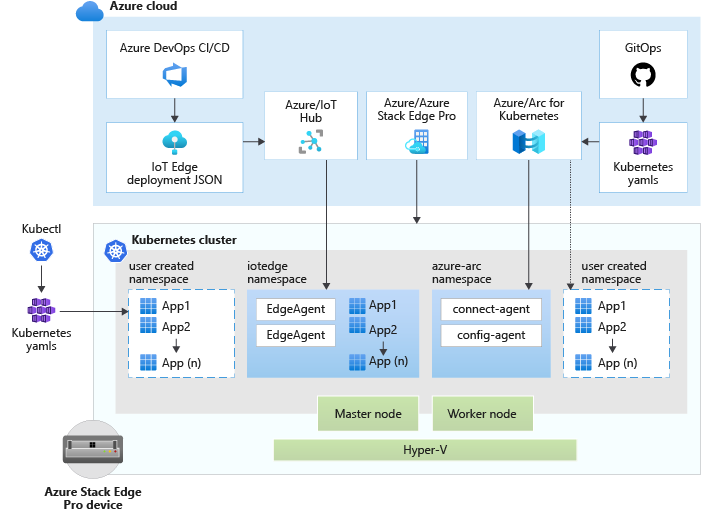 Azure cloud
Azure DevOps CI/CD
GitOps
Azure/IoT
Hub
Azure/Azure
Stack Edge Pro
Azure/Arc for
Kubernetes
IoT Edge
deployment JSON
Kubernetes
yamls
Kubectl
Kubernetes
yamls
Kubernetes cluster
user created
namespace
App1
App2
App (n)
iotedge
namespace
EdgeAgent
EdgeAgent
App1
App2
App (n)
azure-arc
namespace
connect-agent
config-agent
user created
namespace
App1
App2
App (n)
Master node
Worker node
Hyper-V
Azure Stack Edge
Pro device